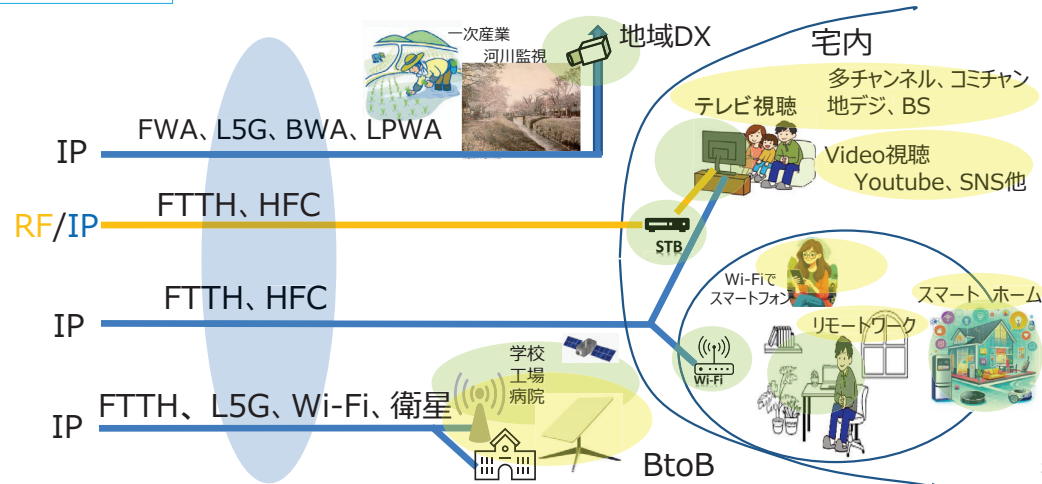 一次産業
河川監視
地域DX
宅内
多チャンネル、コミチャン
地デジ、BS
テレビ視聴
FWA、L5G、BWA、LPWA
IP
Video視聴
Youtube、SNS他
FTTH、HFC
RF/IP
STB
Wi-Fiで
スマートフォン
スマート ホーム
FTTH、HFC
IP
リモートワーク
Wi-Fi
学校
工場
病院
FTTH、L5G、Wi-Fi、衛星
IP
BtoB